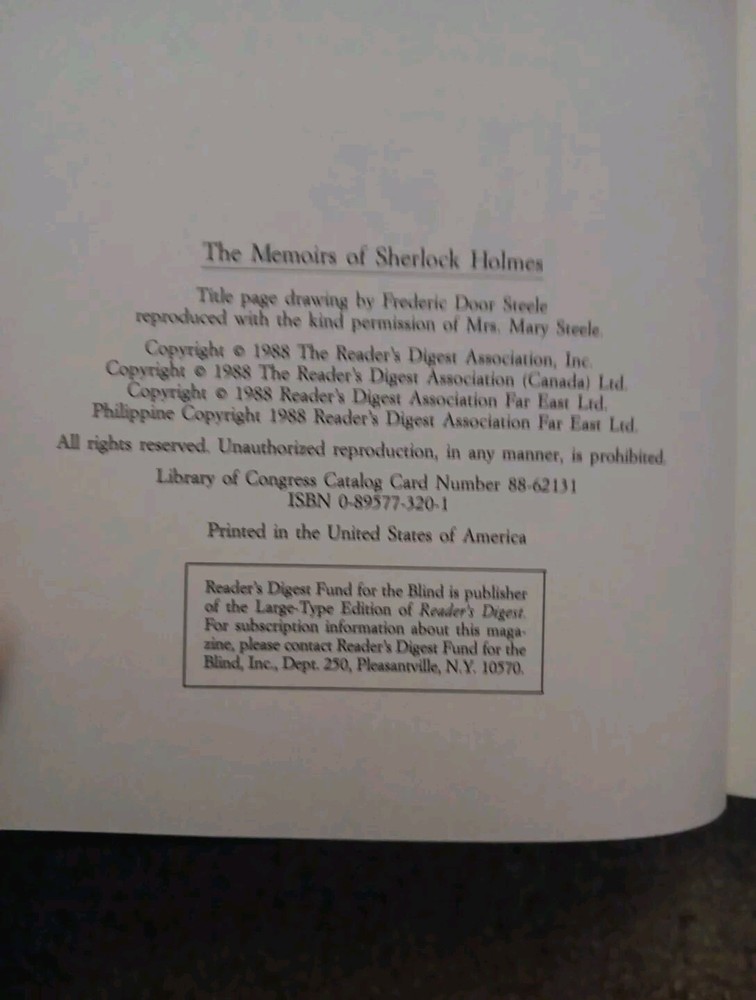 The Memoirs of Sherlock Holmes
Title page drawing by Frederic Door Steele
reproduced with the kind permission of Mrs. Mary Steele.
Copyright © 1988 The Reader's Digest Association, Inc.
Copyright © 1988 The Reader's Digest Association (Canada) Ltd.
Copyright © 1988 Reader's Digest Association Far East Ltd.
Philippine Copyright 1988 Reader's Digest Association Far East Ltd.
All rights reserved. Unauthorized reproduction, in any manner, is prohibited.
Library of Congress Catalog Card Number 88-62131
ISBN 0-89577-320-1
Printed in the United States of America
Reader's Digest Fund for the Blind is publisher
of the Large-Type Edition of Reader's Digest.
For subscription information about this maga-
zine, please contact Reader's Digest Fund for the
Blind, Inc., Dept. 250, Pleasantville, N.Y. 10570.